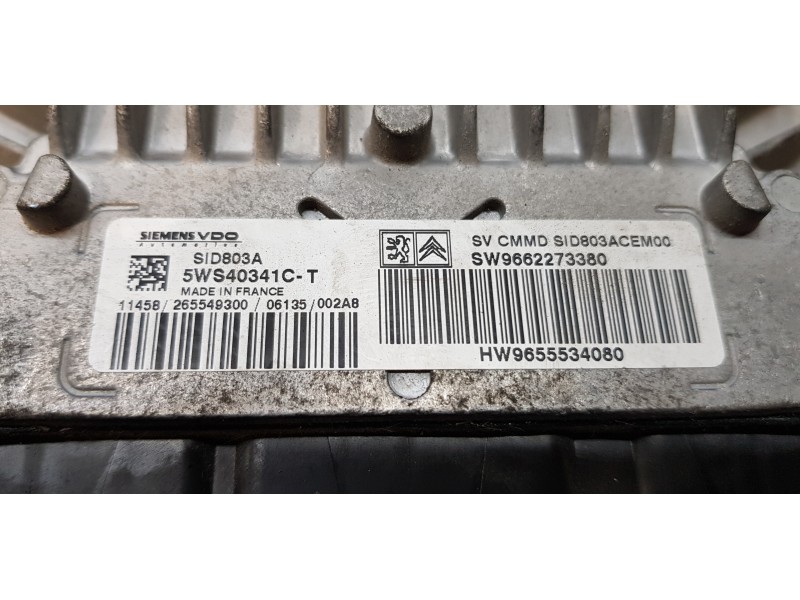 SIEMENS VDO
Automotive
SID803A
5WS40341C-T
MADE IN FRANCE
11458/265549300/06135/002A8
SV CMMD SID803ACEM00
SW9662273380
HW9655534080